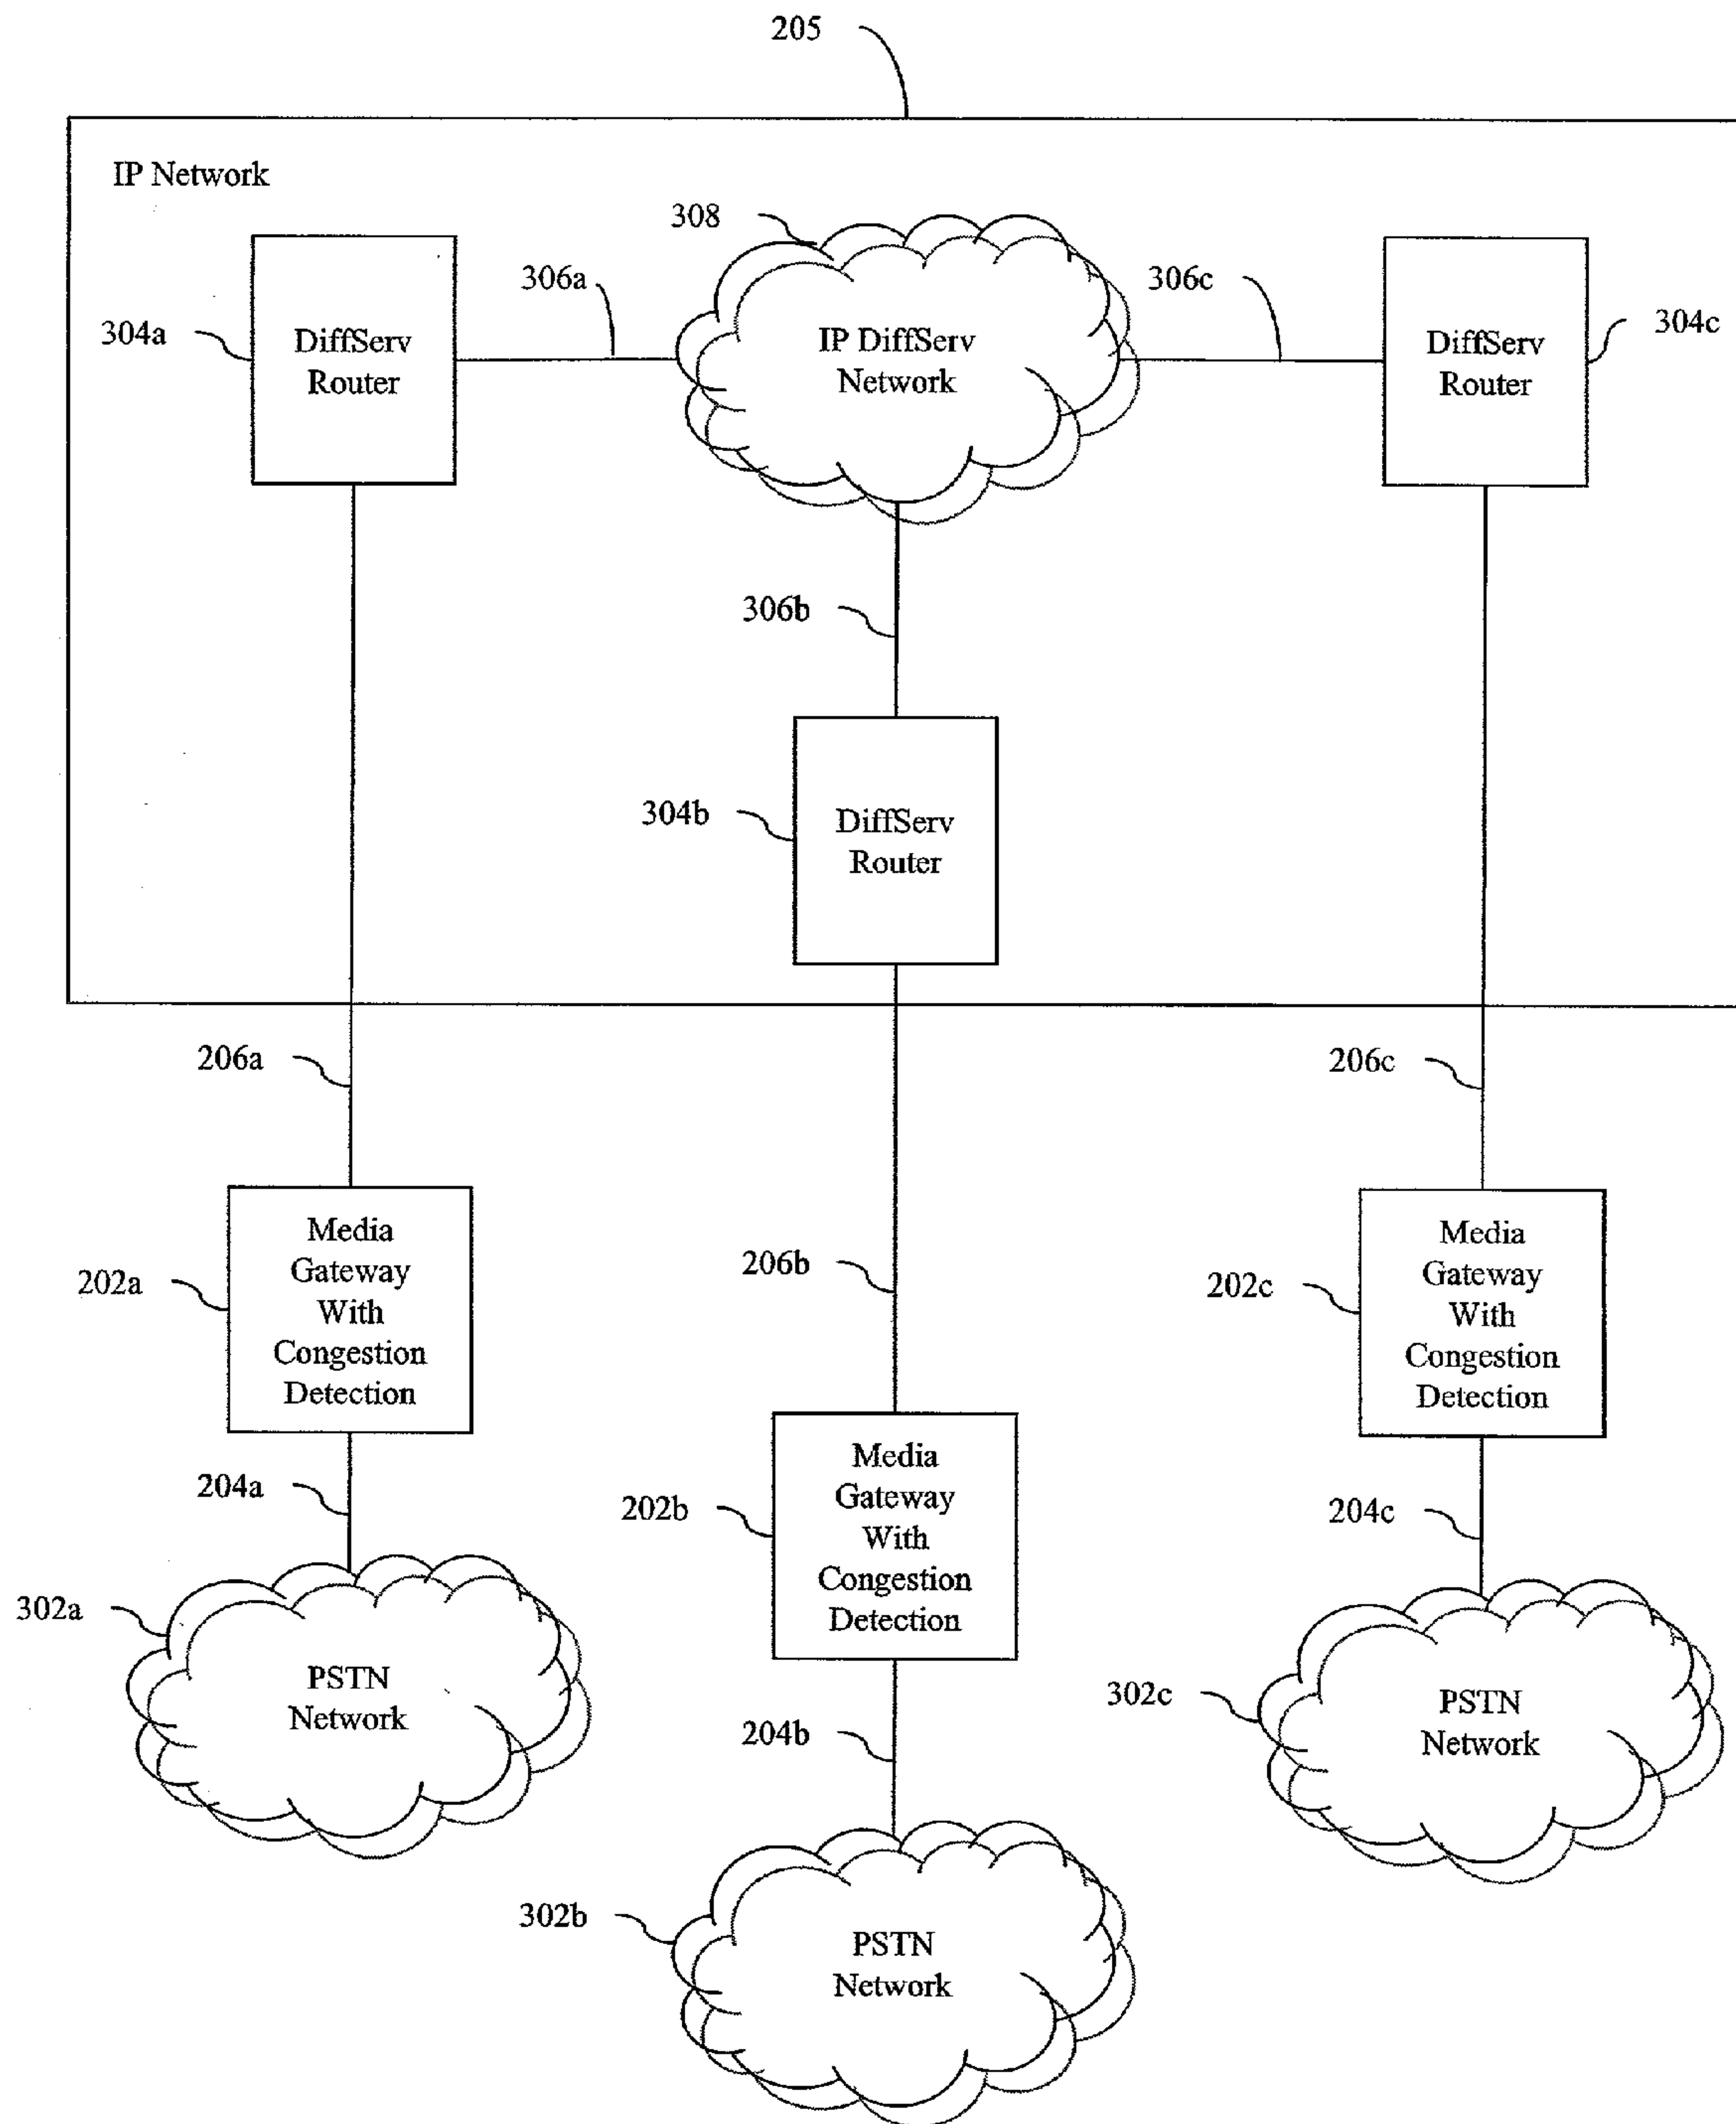 205
IP Network
308
306a
306c
304a
DiffServ
Router
IP DiffServ
Network
DiffServ
Router
304c
306b
304b
DiffServ
Router
206a
206c
202a
Media
Gateway
With
Congestion
Detection
206b
202c
Media
Gateway
With
Congestion
Detection
204a
202b
Media
Gateway
With
Congestion
Detection
204c
302a
PSTN
Network
204b
302c
PSTN
Network
302b
PSTN
Network